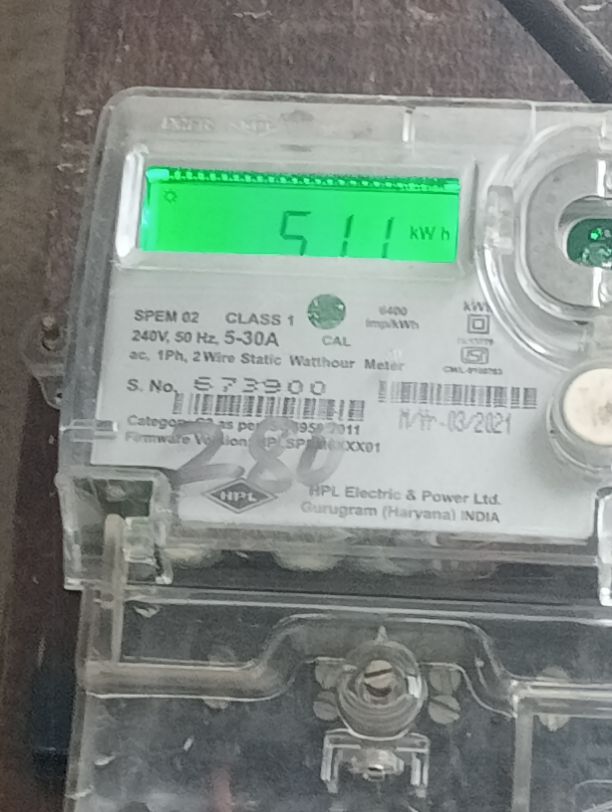 511 kWh
SPEM 02 CLASS 1 6400 imp/kWh kWh
240V, 50 Hz, 5-30A CAL
ac, 1Ph, 2 Wire Static Watthour Meter
S. No. 673900
M/Yr-03/2021
280
HPL HPL Electric & Power Ltd.
Gurugram (Haryana) INDIA